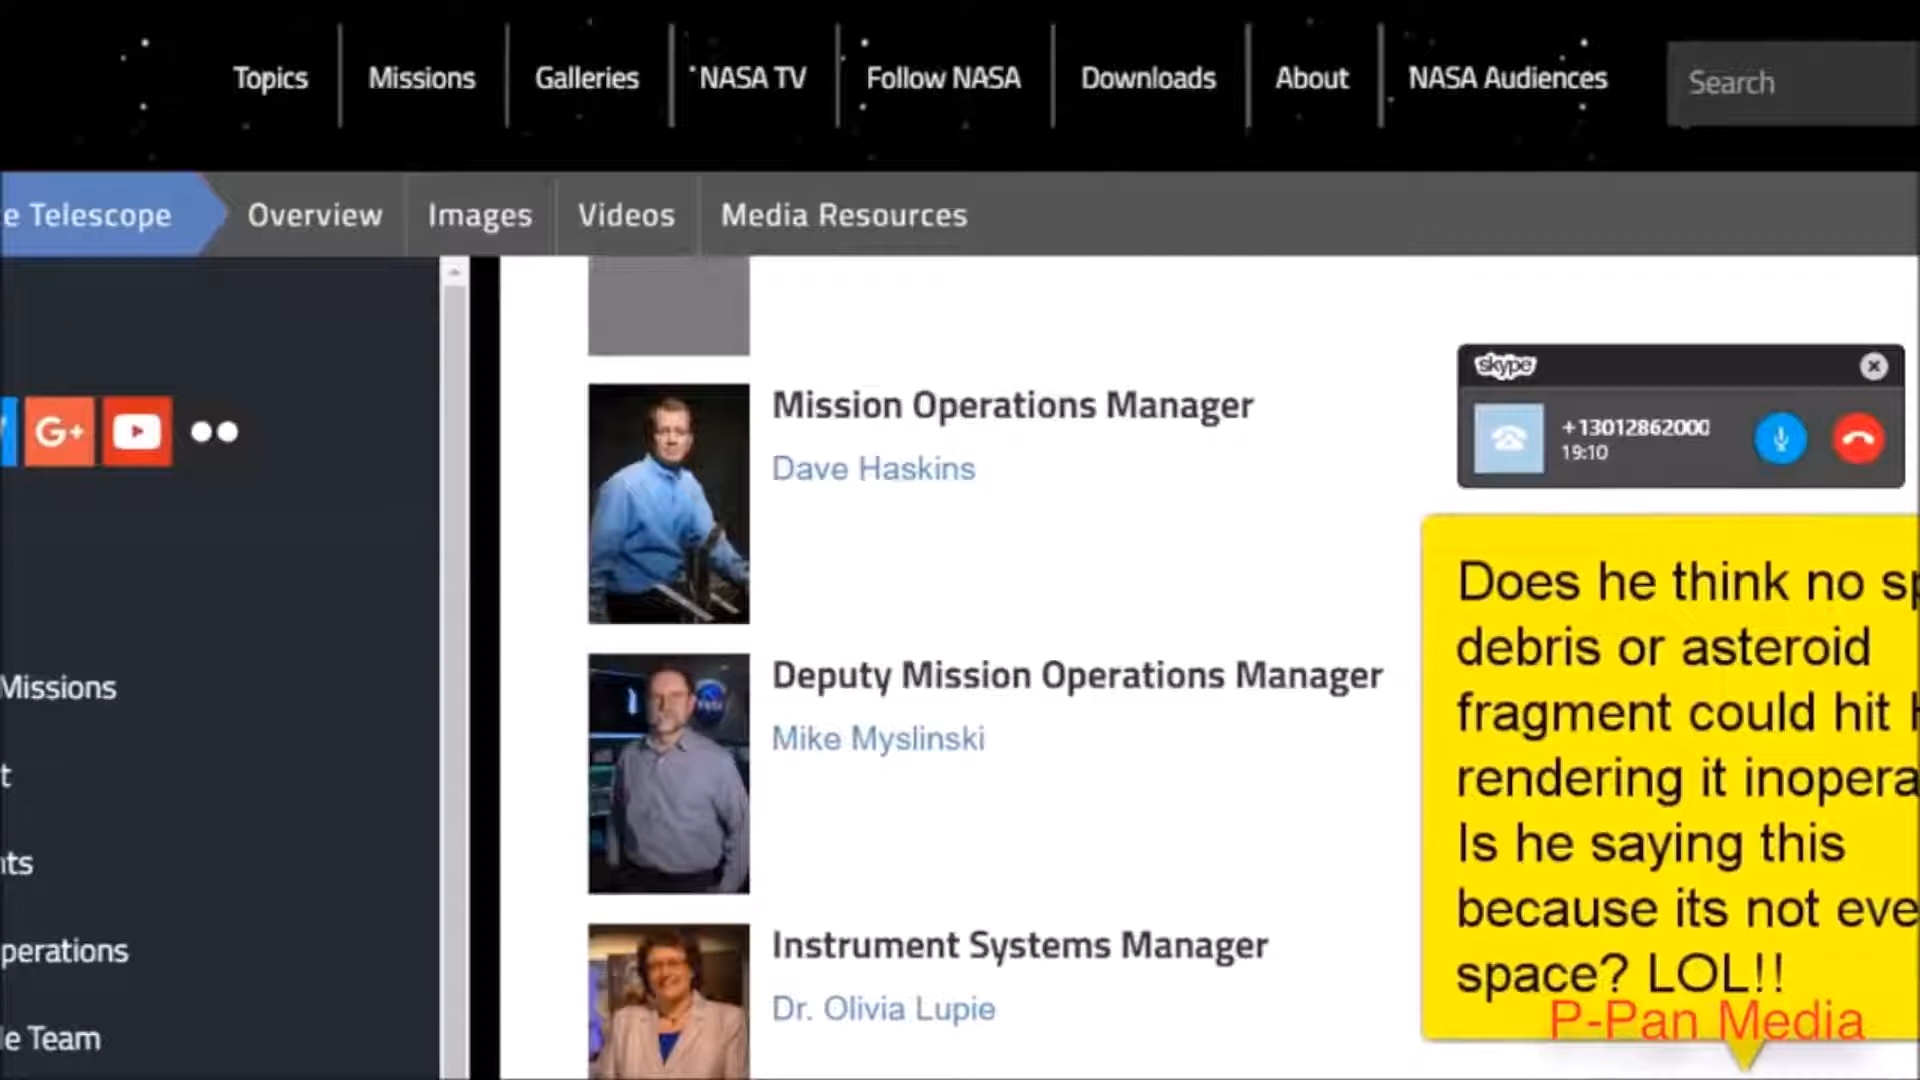 Topics
Missions
Galleries
NASA TV
Follow NASA
Downloads
About
NASA Audiences
Search
e Telescope
Overview
Images
Videos
Media Resources
G+
Missions
t
nts
perations
le Team
Mission Operations Manager
Dave Haskins
Deputy Mission Operations Manager
Mike Myslinski
Instrument Systems Manager
Dr. Olivia Lupie
skype
+13012862000
19:10
Does he think no sp
debris or asteroid
fragment could hit H
rendering it inopera
Is he saying this
because its not eve
space? LOL!!
P-Pan Media